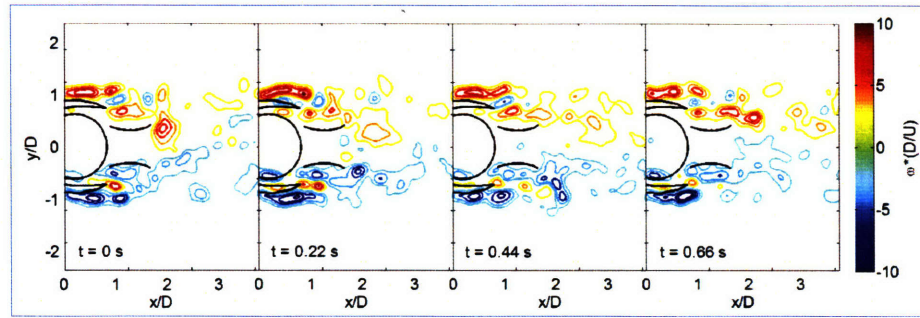 2
1
0
-1
-2
y/D
t = 0 s
t = 0.22 s
t = 0.44 s
t = 0.66 s
0 1 2 3
0 1 2 3
0 1 2 3
0 1 2 3
x/D
x/D
x/D
x/D
10
5
0
-5
-10
ω*(D/U)